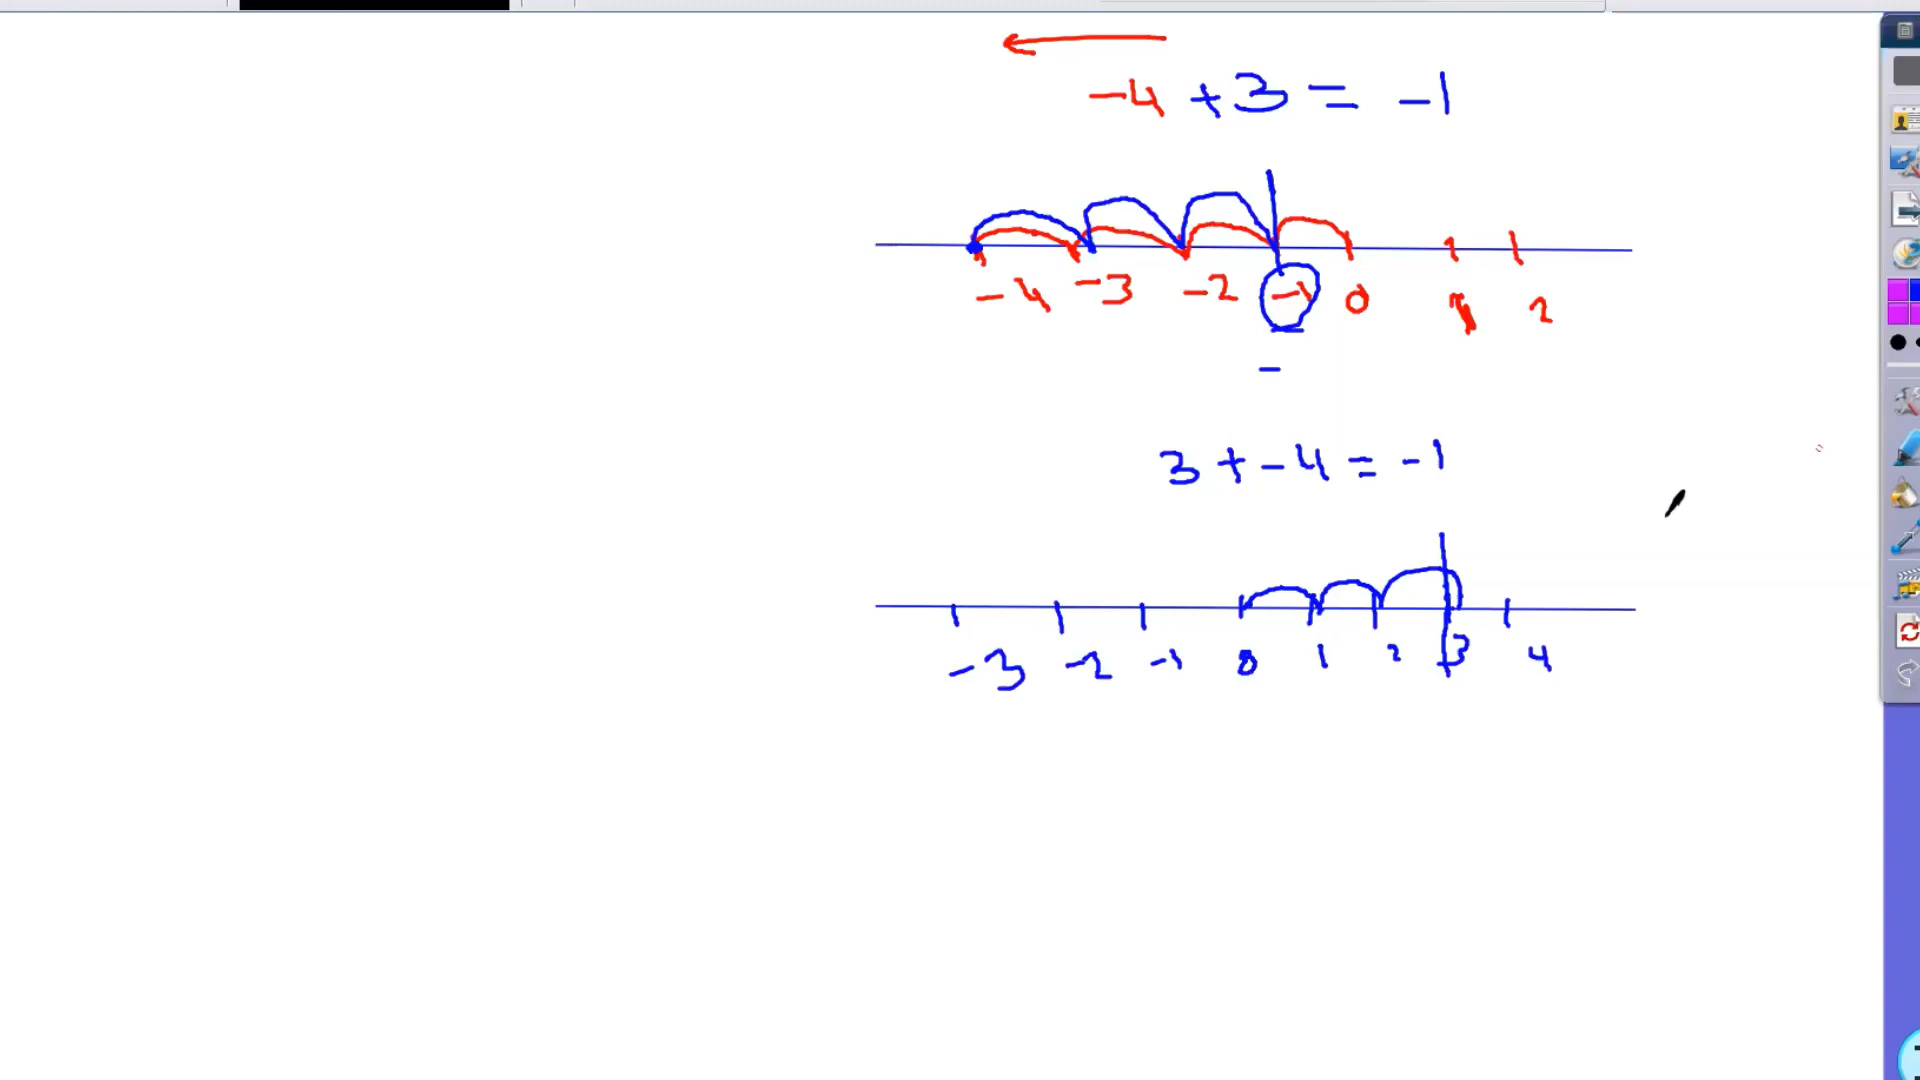 -4 +3 = -1
-4 -3 -2 -1 0 1 2
-
3 + -4 = -1
-3 -2 -1 0 1 2 3 4